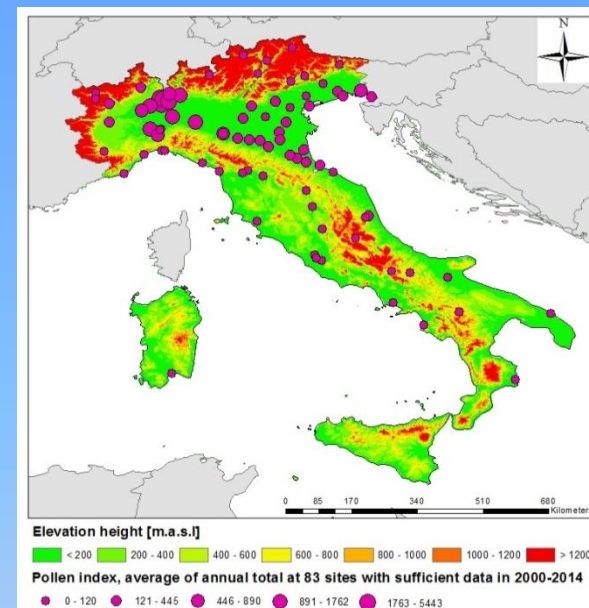 N
0 85 170 340 510 680
Kilometers
Elevation height [m.a.s.l]
< 200 200 - 400 400 - 600 600 - 800 800 - 1000 1000 - 1200 > 1200
Pollen index, average of annual total at 83 sites with sufficient data in 2000-2014
0 - 120 121 - 445 446 - 890 891 - 1762 1763 - 5443